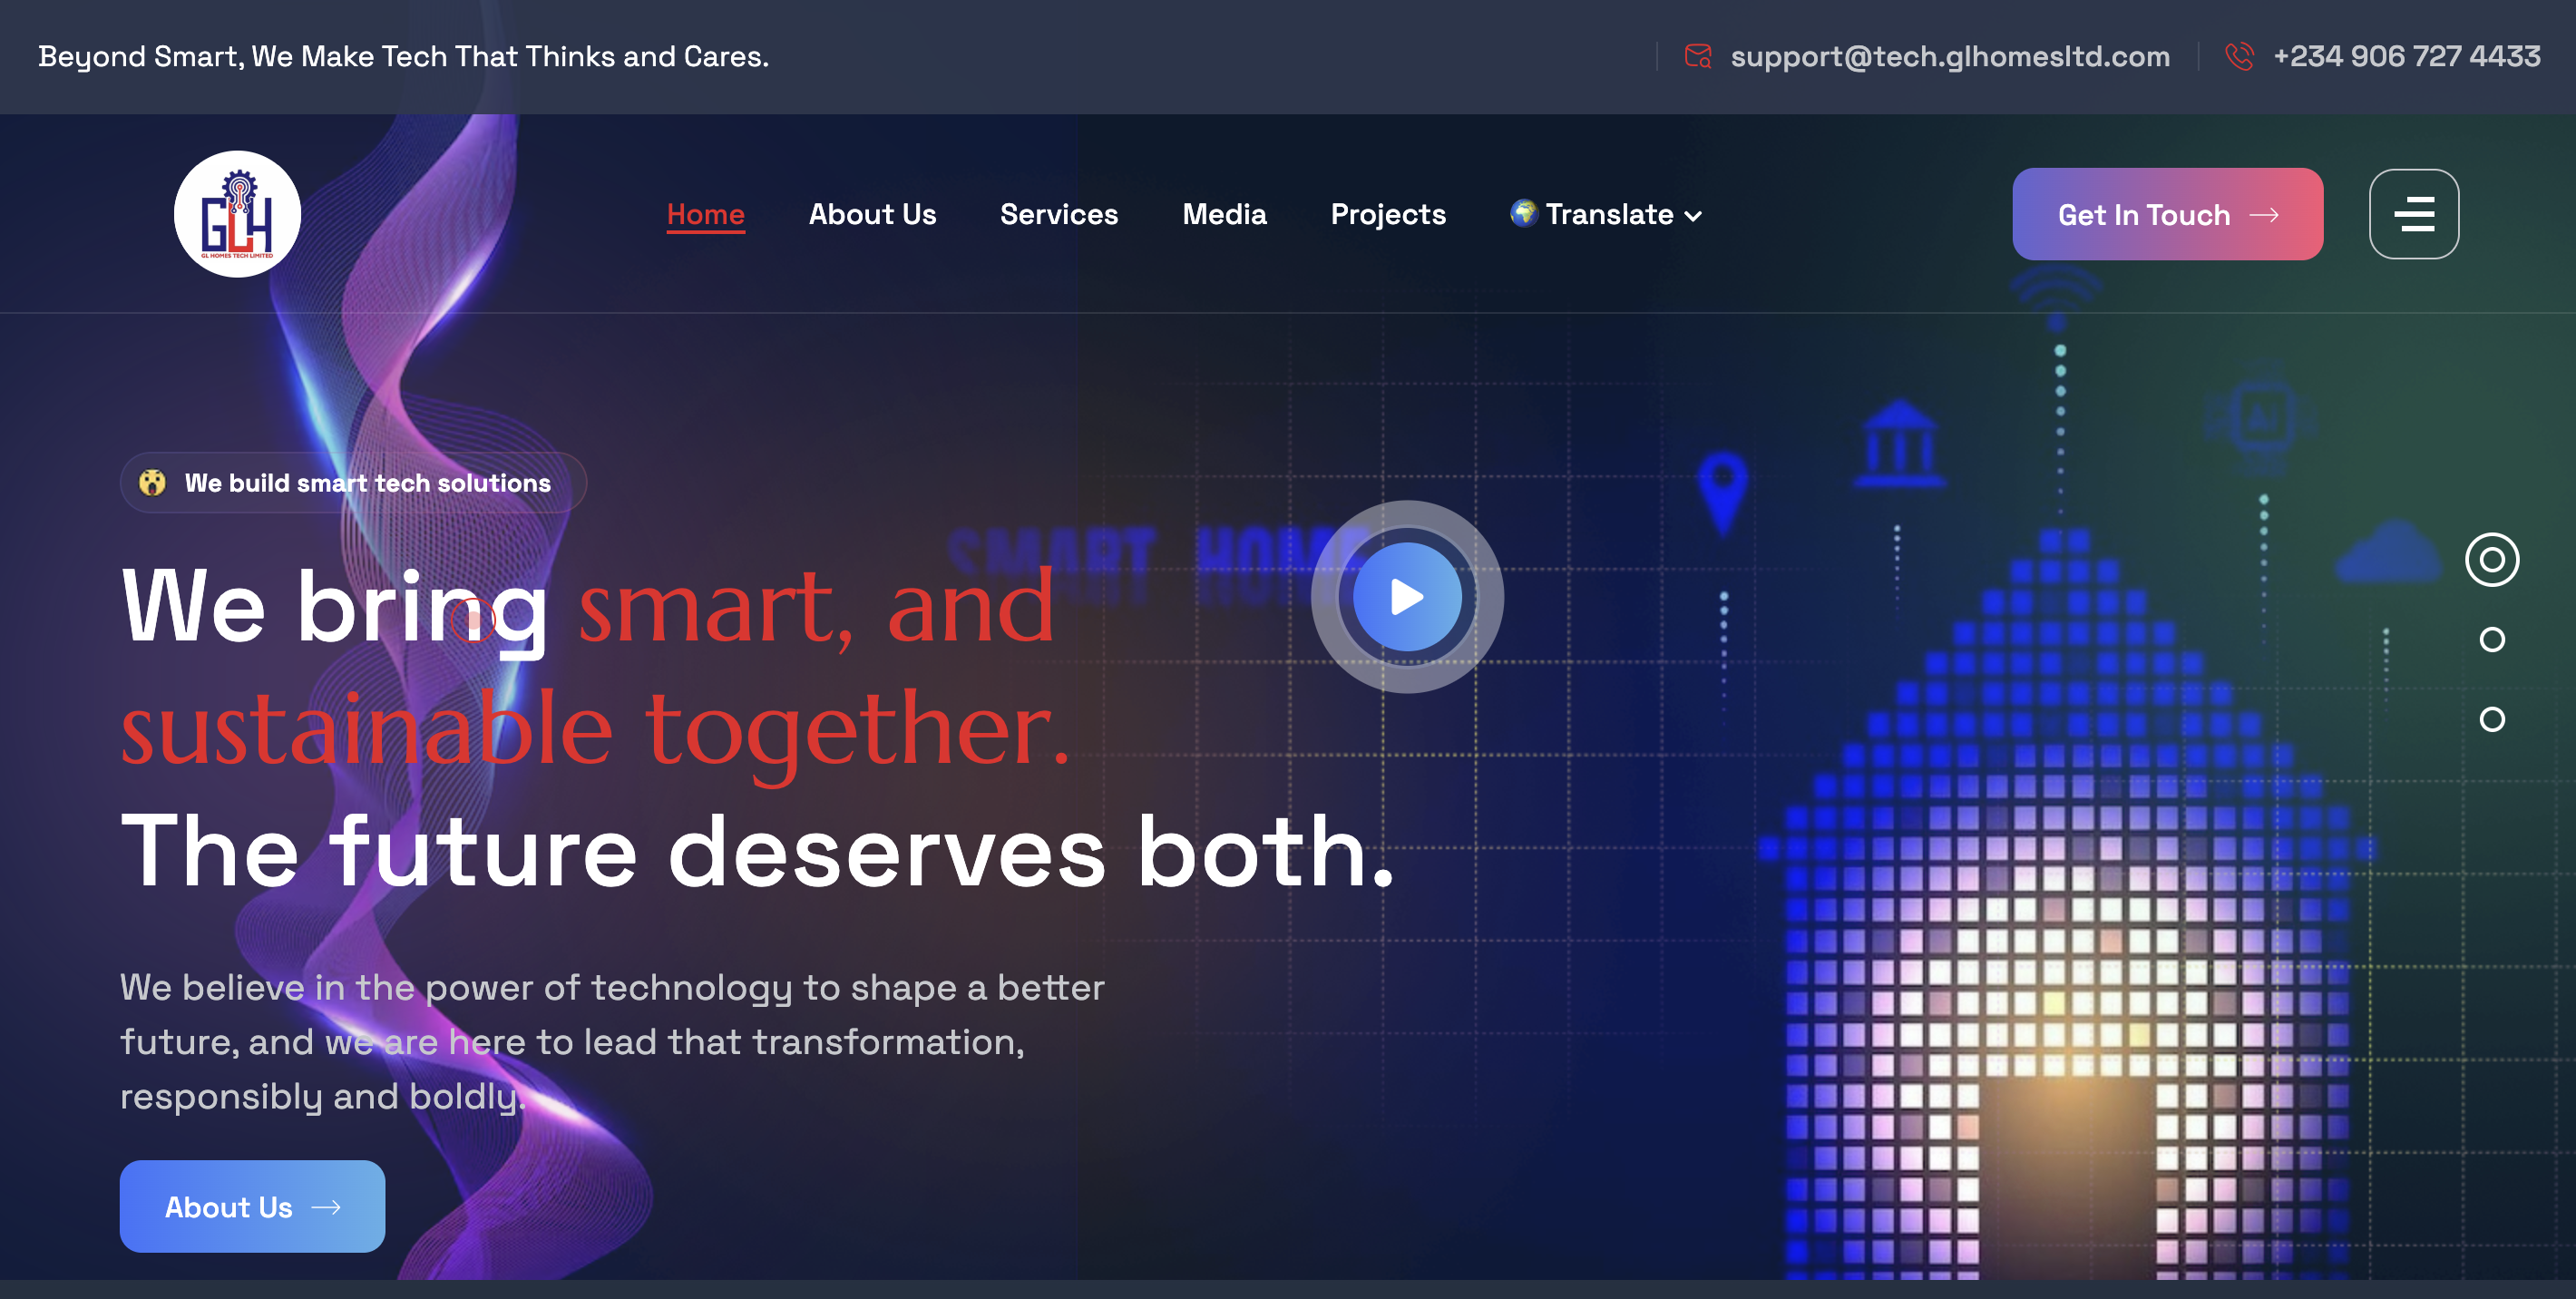 Beyond Smart, We Make Tech That Thinks and Cares.
support@tech.glhomesltd.com
+234 906 727 4433
GLH
GL HOMES TECH LIMITED
Home
About Us
Services
Media
Projects
Translate
Get In Touch
AI
We build smart tech solutions
SMART HOME
We bring smart, and
sustainable together.
The future deserves both.
We believe in the power of technology to shape a better
future, and we are here to lead that transformation,
responsibly and boldly.
About Us